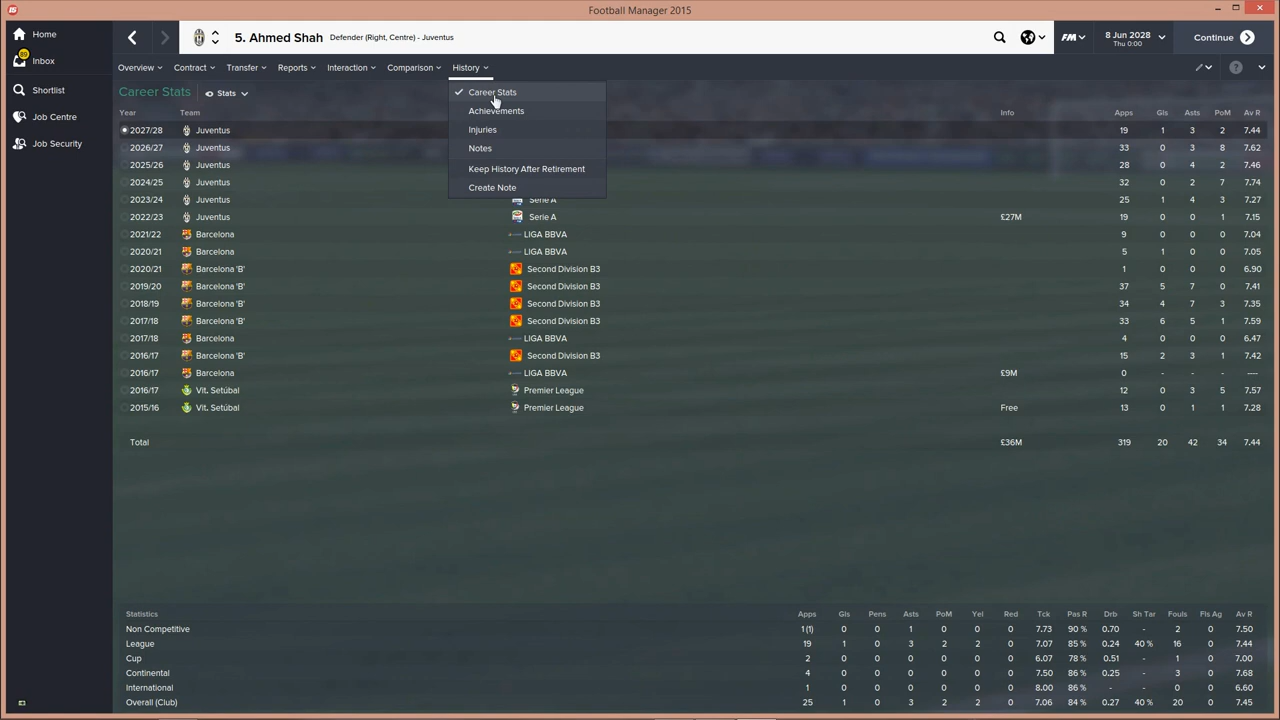 Football Manager 2015
Home
89
Inbox
Shortlist
Job Centre
Job Security
5. Ahmed Shah Defender (Right, Centre) - Juventus
FM
8 Jun 2028
Thu 0:00
Continue
Overview Contract Transfer Reports Interaction Comparison History
Career Stats Stats
Career Stats
Achievements
Injuries
Notes
Keep History After Retirement
Create Note
Year Team Info Apps Gls Asts PoM Av R
2027/28 Juventus 19 1 3 2 7.44
2026/27 Juventus 33 0 3 8 7.62
2025/26 Juventus 28 0 4 2 7.46
2024/25 Juventus 32 0 2 7 7.74
2023/24 Juventus Serie A 25 1 4 3 7.27
2022/23 Juventus Serie A £27M 19 0 0 1 7.15
2021/22 Barcelona LIGA BBVA 9 0 0 0 7.04
2020/21 Barcelona LIGA BBVA 5 1 0 0 7.05
2020/21 Barcelona 'B' Second Division B3 1 0 0 0 6.90
2019/20 Barcelona 'B' Second Division B3 37 5 7 0 7.41
2018/19 Barcelona 'B' Second Division B3 34 4 7 3 7.35
2017/18 Barcelona 'B' Second Division B3 33 6 5 1 7.59
2017/18 Barcelona LIGA BBVA 4 0 0 0 6.47
2016/17 Barcelona 'B' Second Division B3 15 2 3 1 7.42
2016/17 Barcelona LIGA BBVA £9M 0 - - - ----
2016/17 Vit. Setúbal Premier League 12 0 3 5 7.57
2015/16 Vit. Setúbal Premier League Free 13 0 1 1 7.28
Total £36M 319 20 42 34 7.44
Statistics Apps Gls Pens Asts PoM Yel Red Tck Pas R Drb Sh Tar Fouls Fls Ag Av R
Non Competitive 1(1) 0 0 1 0 0 0 7.73 90 % 0.70 - 2 0 7.50
League 19 1 0 3 2 2 0 7.07 85 % 0.24 40 % 16 0 7.44
Cup 2 0 0 0 0 0 0 6.07 78 % 0.51 - 1 0 7.00
Continental 4 0 0 0 0 0 0 7.50 86 % 0.25 - 3 0 7.68
International 1 0 0 0 0 0 0 8.00 86 % - - 0 0 6.60
Overall (Club) 25 1 0 3 2 2 0 7.06 84 % 0.27 40 % 20 0 7.45